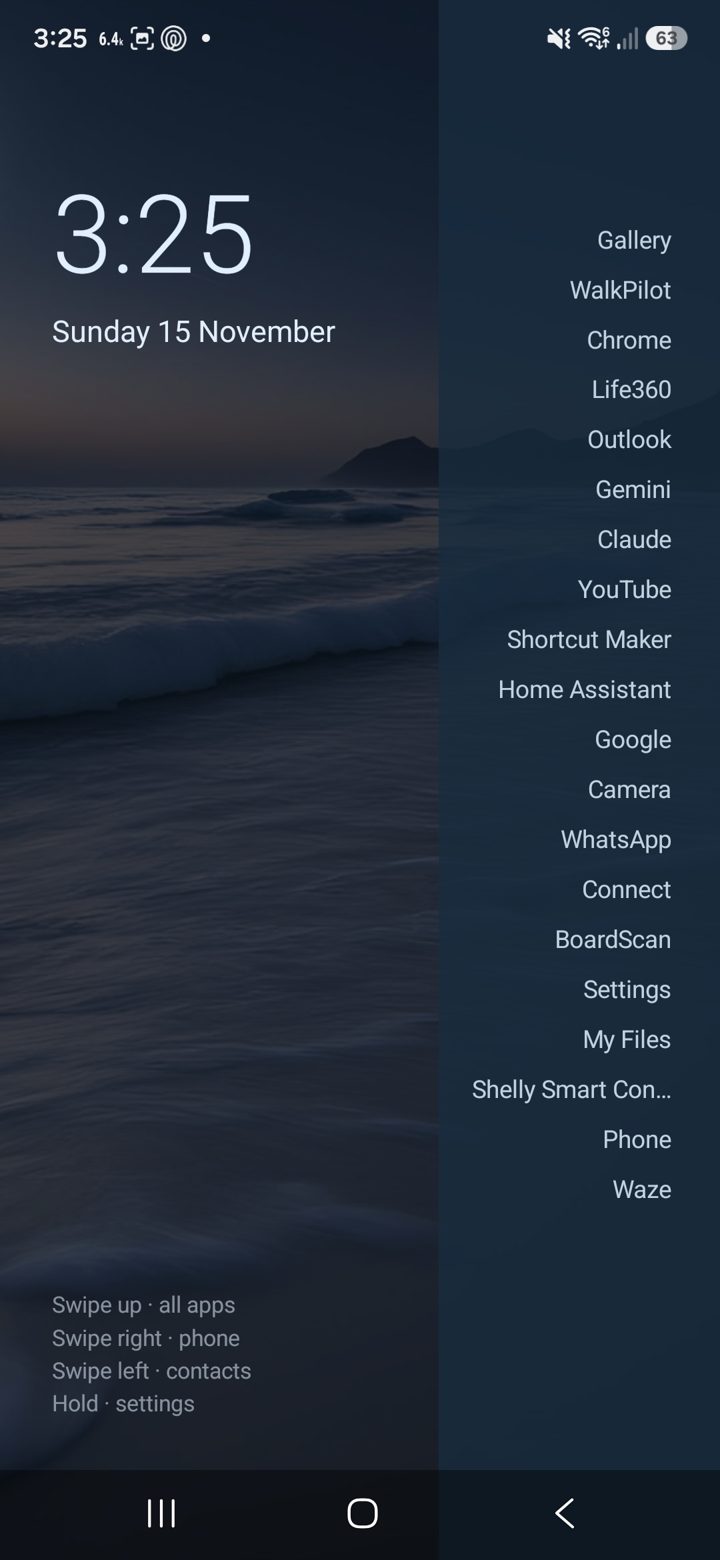 3:25 6.4k 6 63
3:25
Sunday 15 November
Gallery
WalkPilot
Chrome
Life360
Outlook
Gemini
Claude
YouTube
Shortcut Maker
Home Assistant
Google
Camera
WhatsApp
Connect
BoardScan
Settings
My Files
Shelly Smart Con...
Phone
Waze
Swipe up · all apps
Swipe right · phone
Swipe left · contacts
Hold · settings